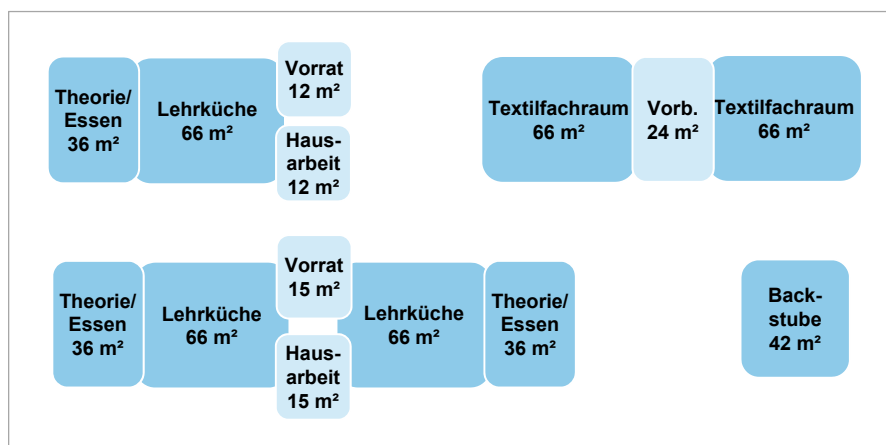 Theorie/
Essen
36 m²
Lehrküche
66 m²
Vorrat
12 m²
Haus-
arbeit
12 m²
Textilfachraum
66 m²
Vorb.
24 m²
Textilfachraum
66 m²
Theorie/
Essen
36 m²
Lehrküche
66 m²
Vorrat
15 m²
Haus-
arbeit
15 m²
Lehrküche
66 m²
Theorie/
Essen
36 m²
Back-
stube
42 m²